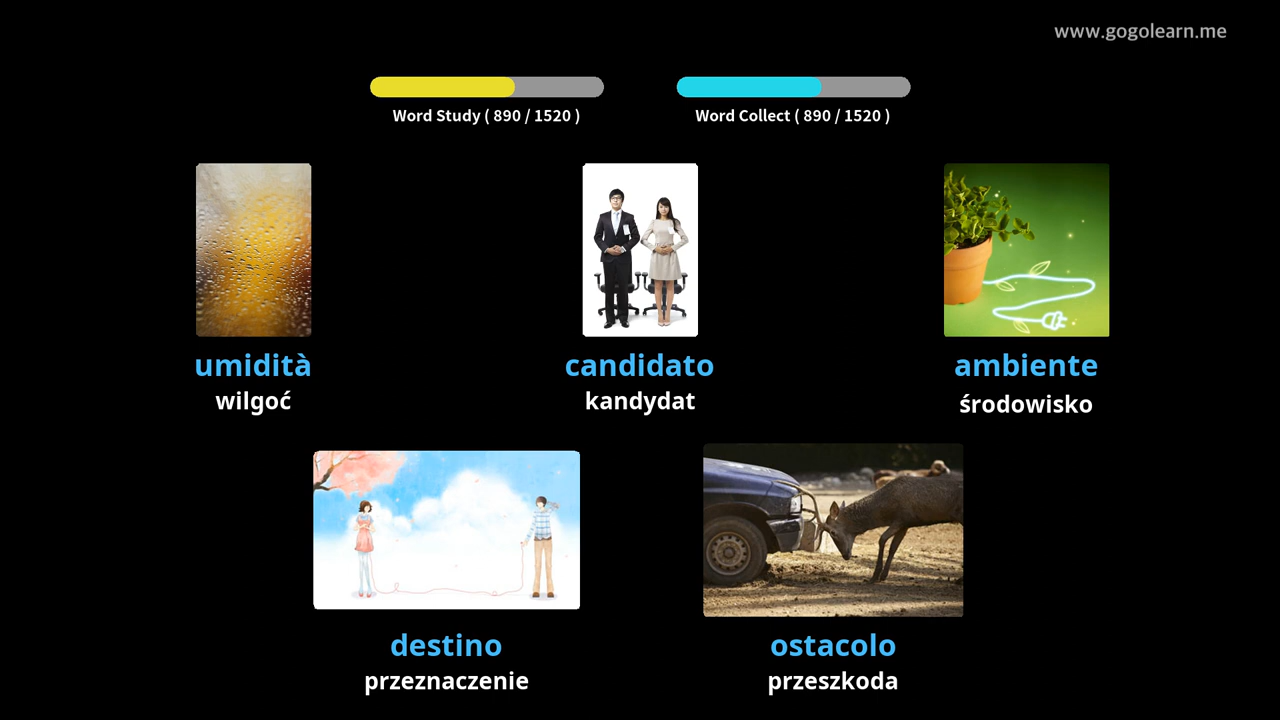 www.gogolearn.me
Word Study ( 890 / 1520 )
Word Collect ( 890 / 1520 )
umidità
wilgoć
candidato
kandydat
ambiente
środowisko
destino
przeznaczenie
ostacolo
przeszkoda